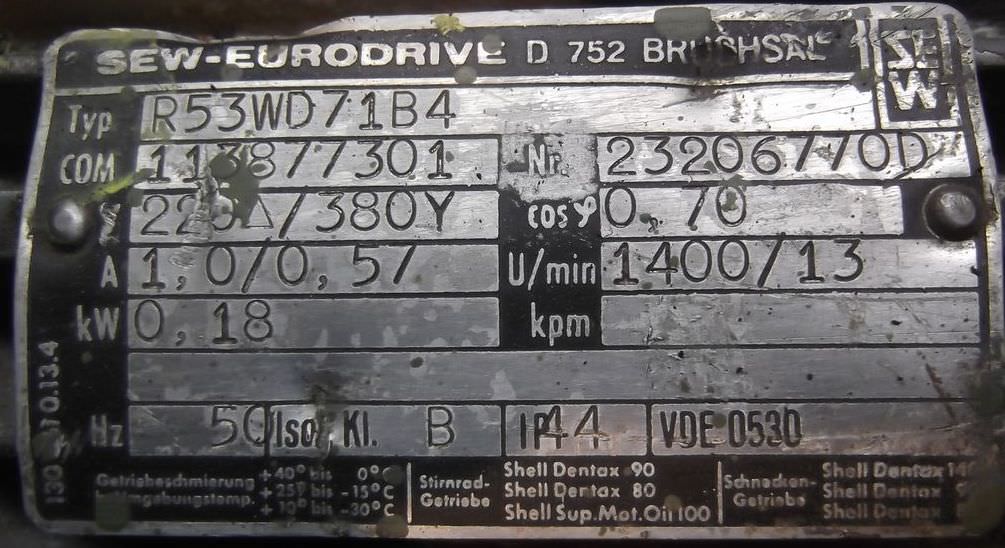 SEW-EURODRIVE D 752 BRUCHSAL
SEW
Typ R53WD71B4
COM 113877301 Nr. 23206770D
220Δ/380Y cos φ 0,70
A 1,0/0,57 U/min 1400/13
kW 0,18 kpm
Hz 50 Isol. Kl. B IP44 VDE 0530
Getriebeschmierung +40° bis 0°C Stirnrad- Shell Dentax 90 Schnecken- Shell Dentax
b. Umgebungstemp. +25° bis -15°C Getriebe Shell Dentax 80 Getriebe Shell Dentax
+10° bis -30°C Shell Sup. Mot. Oil 100 Shell Dentax